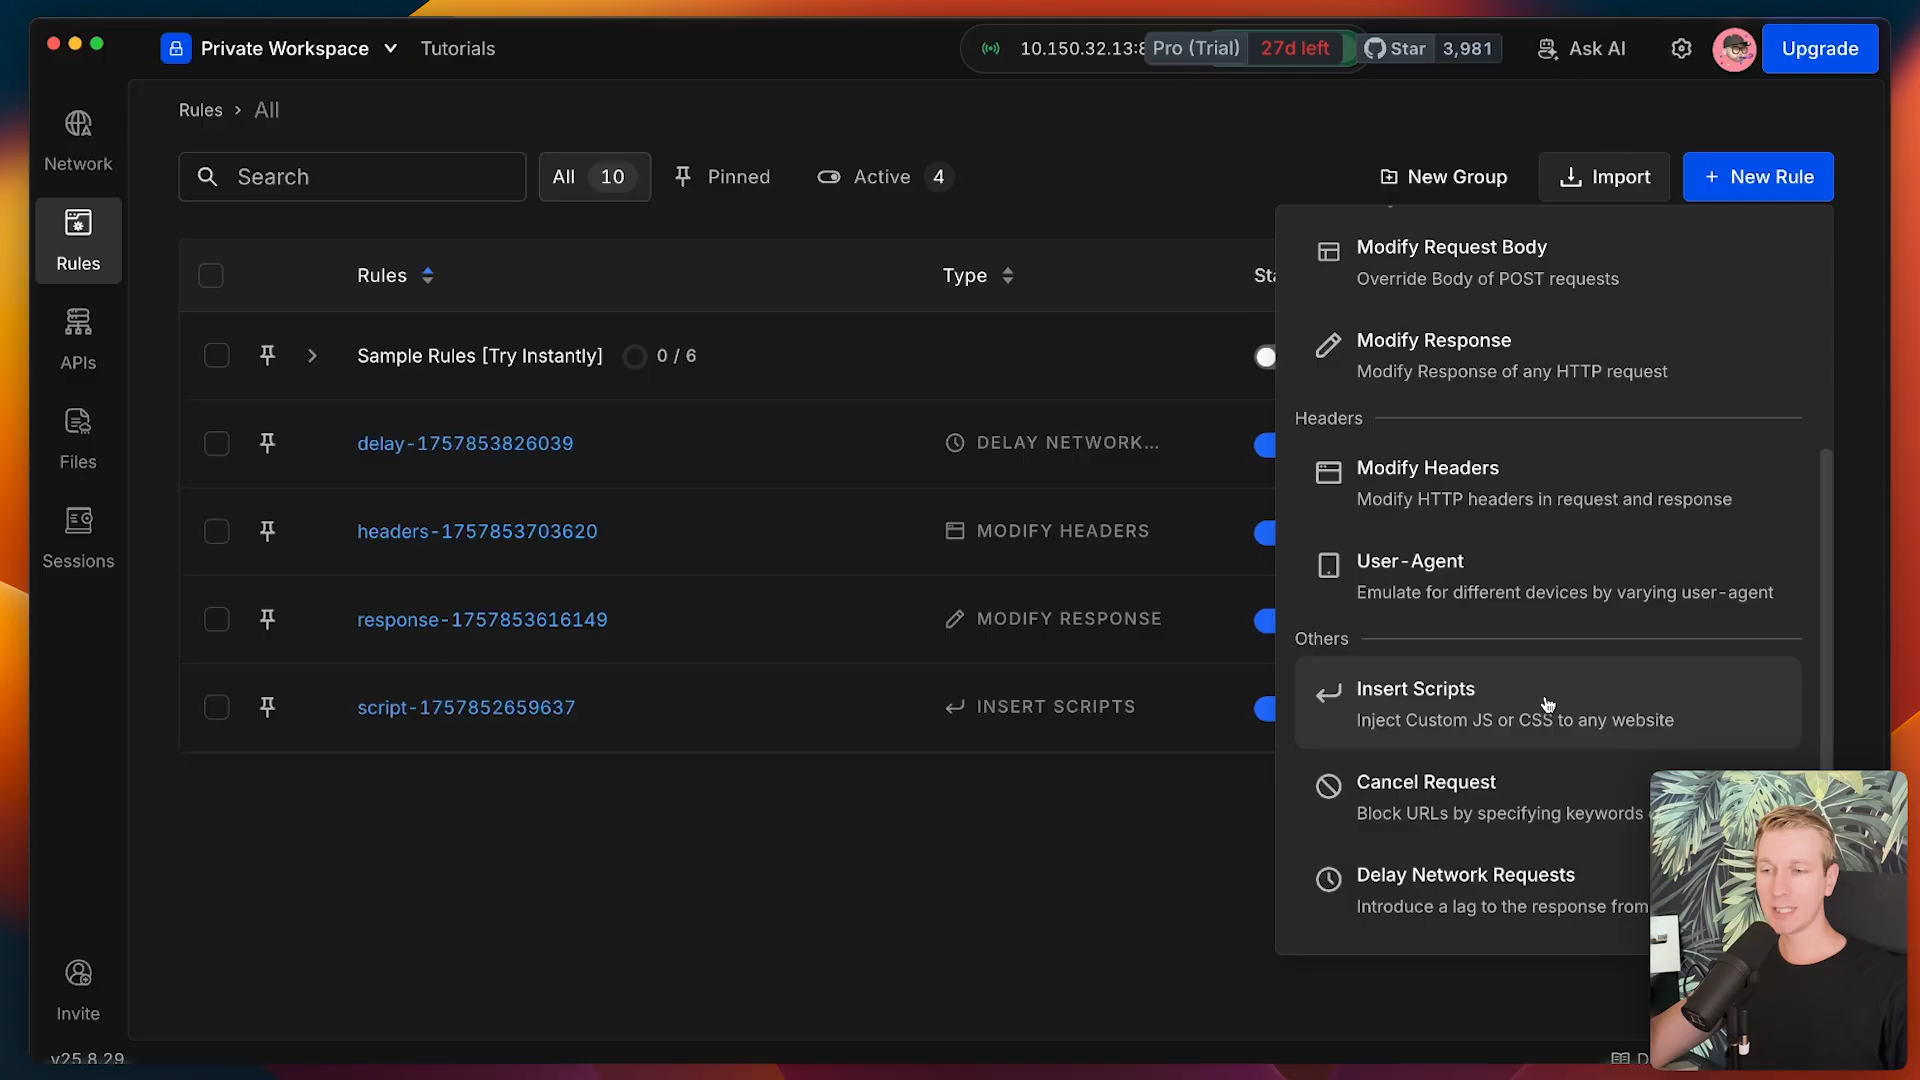 Private Workspace
Tutorials
10.150.32.13:8
Pro (Trial)
27d left
Star
3,981
Ask AI
Upgrade
Network
Rules
APIs
Files
Sessions
Invite
v25.8.29
Rules › All
Search
All 10
Pinned
Active 4
New Group
Import
+ New Rule
Rules
Type
Sta
Sample Rules [Try Instantly] 0 / 6
delay-1757853826039
DELAY NETWORK...
headers-1757853703620
MODIFY HEADERS
response-1757853616149
MODIFY RESPONSE
script-1757852659637
INSERT SCRIPTS
Modify Request Body
Override Body of POST requests
Modify Response
Modify Response of any HTTP request
Headers
Modify Headers
Modify HTTP headers in request and response
User-Agent
Emulate for different devices by varying user-agent
Others
Insert Scripts
Inject Custom JS or CSS to any website
Cancel Request
Block URLs by specifying keywords
Delay Network Requests
Introduce a lag to the response from